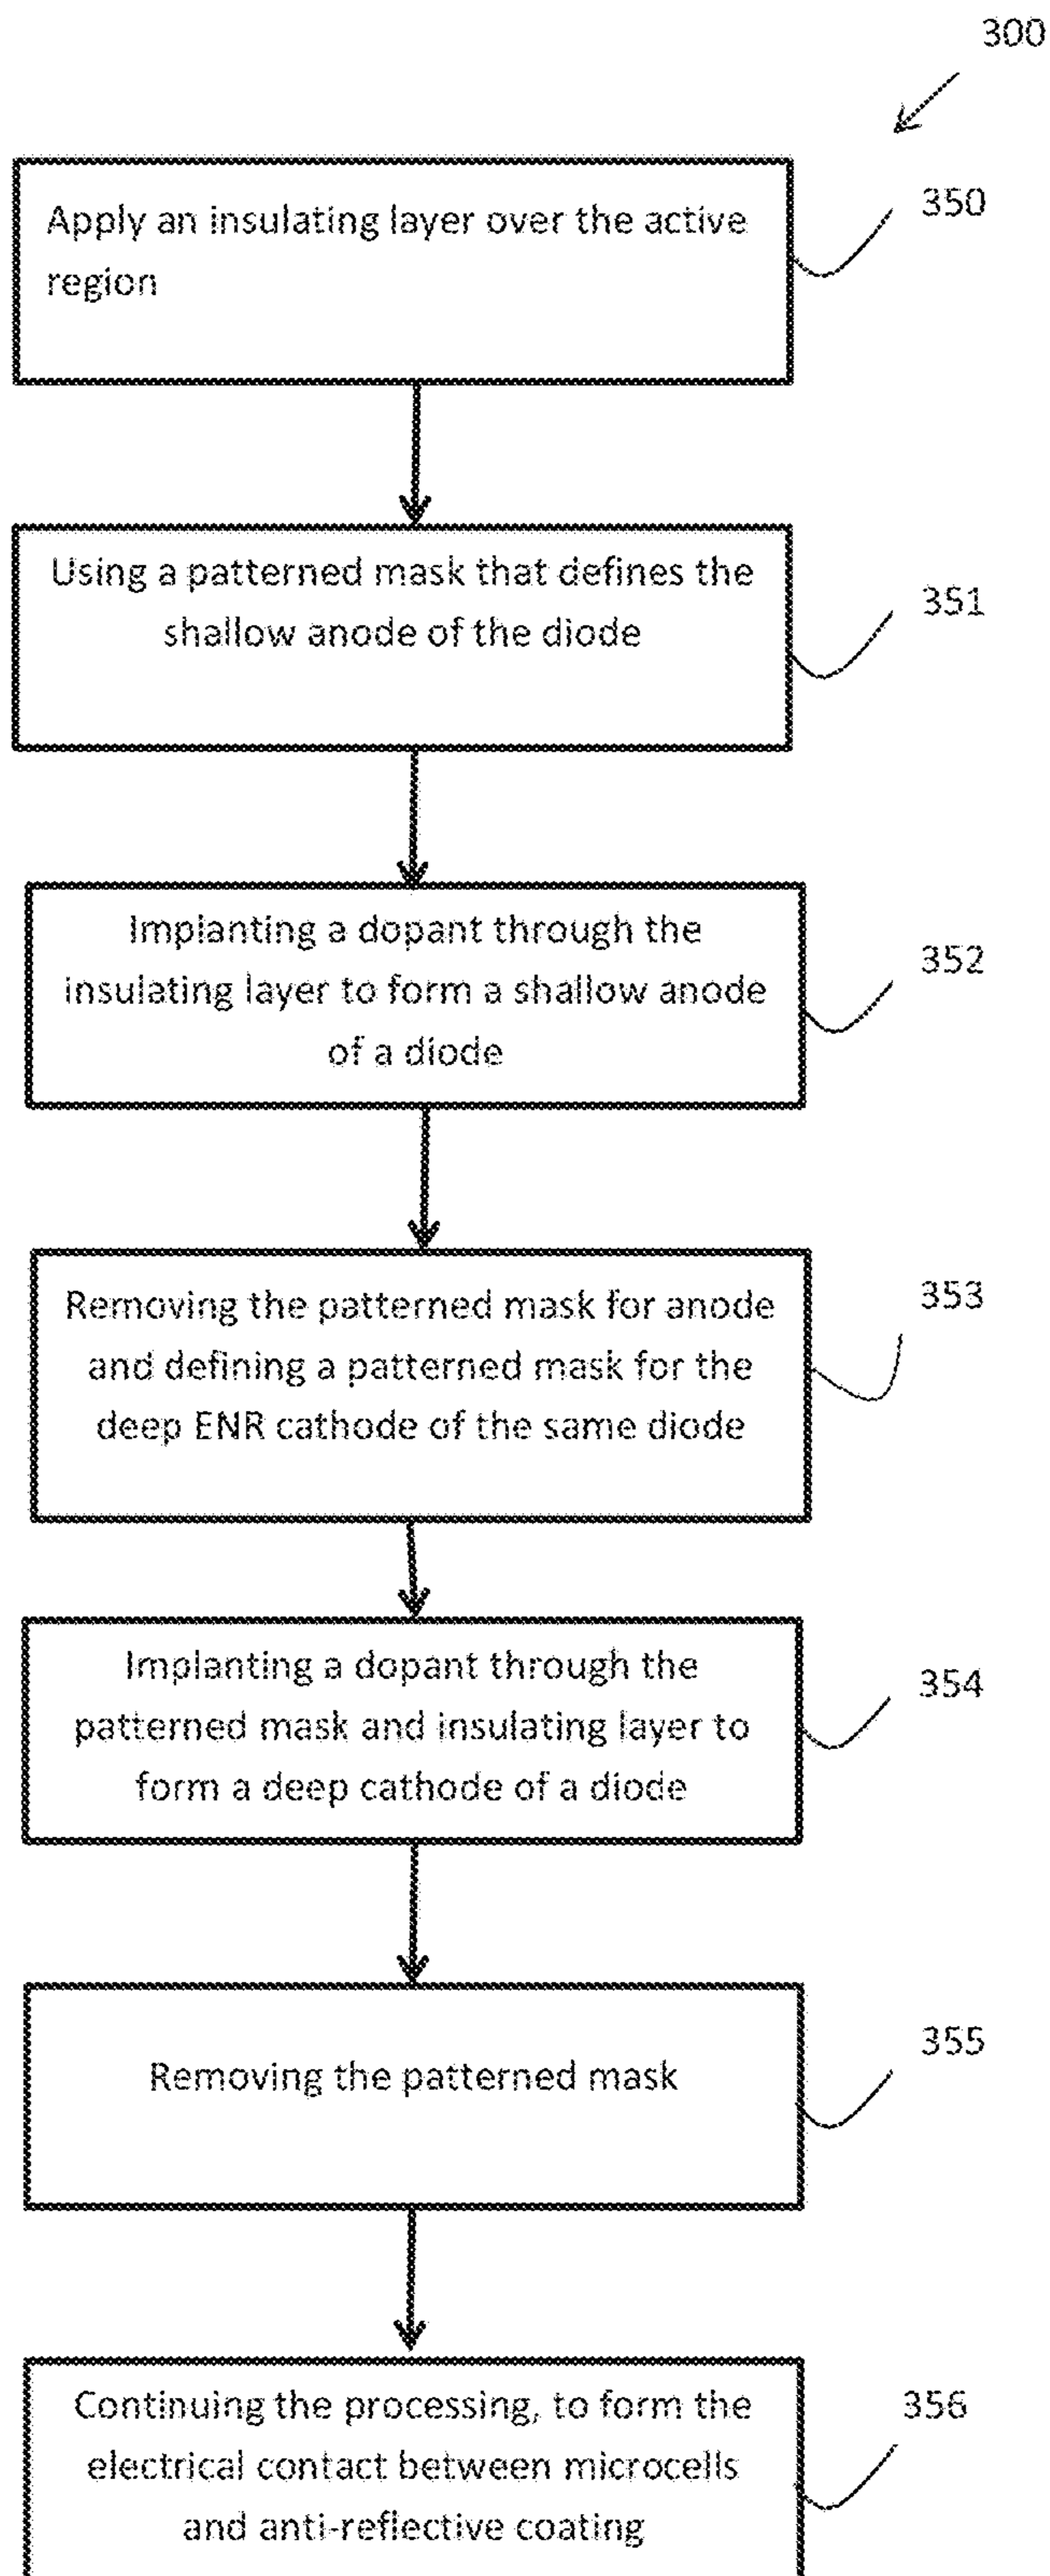 300
350
Apply an insulating layer over the active
region
351
Using a patterned mask that defines the
shallow anode of the diode
352
Implanting a dopant through the
insulating layer to form a shallow anode
of a diode
353
Removing the patterned mask for anode
and defining a patterned mask for the
deep ENR cathode of the same diode
354
Implanting a dopant through the
patterned mask and insulating layer to
form a deep cathode of a diode
355
Removing the patterned mask
356
Continuing the processing, to form the
electrical contact between microcells
and anti-reflective coating